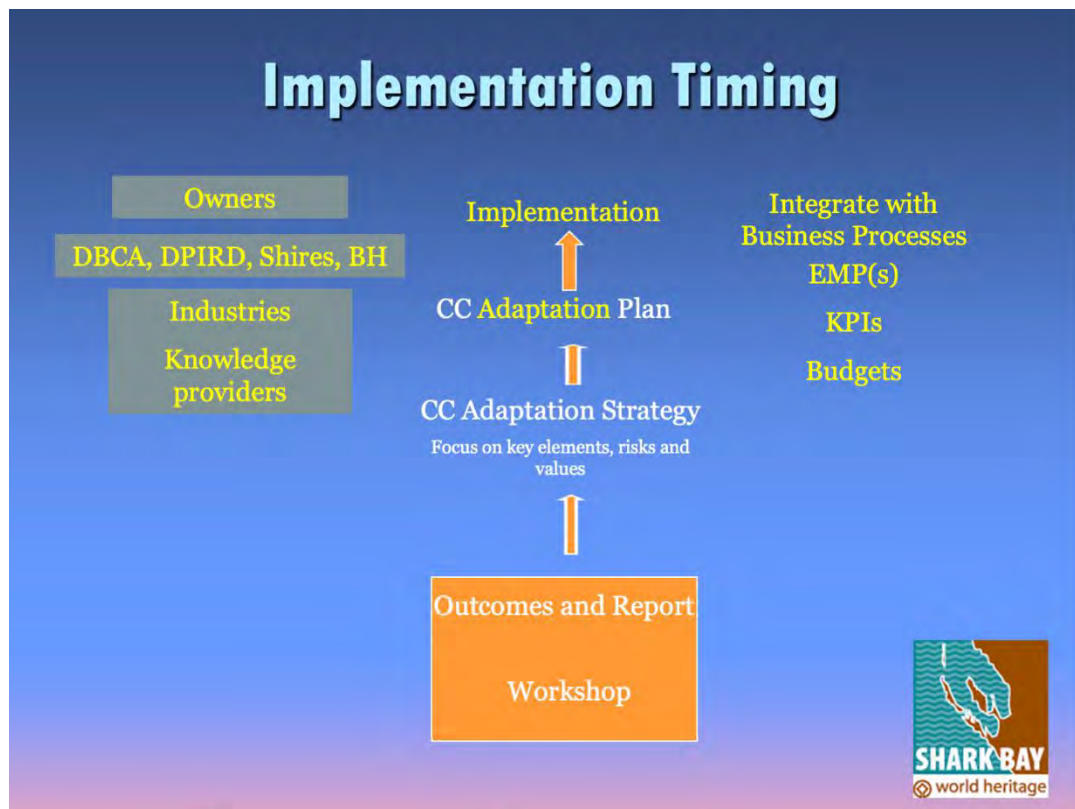 Implementation Timing
Owners
DBCA, DPIRD, Shires, BH
Industries
Knowledge
providers
Implementation
CC Adaptation Plan
CC Adaptation Strategy
Focus on key elements, risks and
values
Outcomes and Report
Workshop
Integrate with
Business Processes
EMP(s)
KPIs
Budgets
SHARK BAY
world heritage